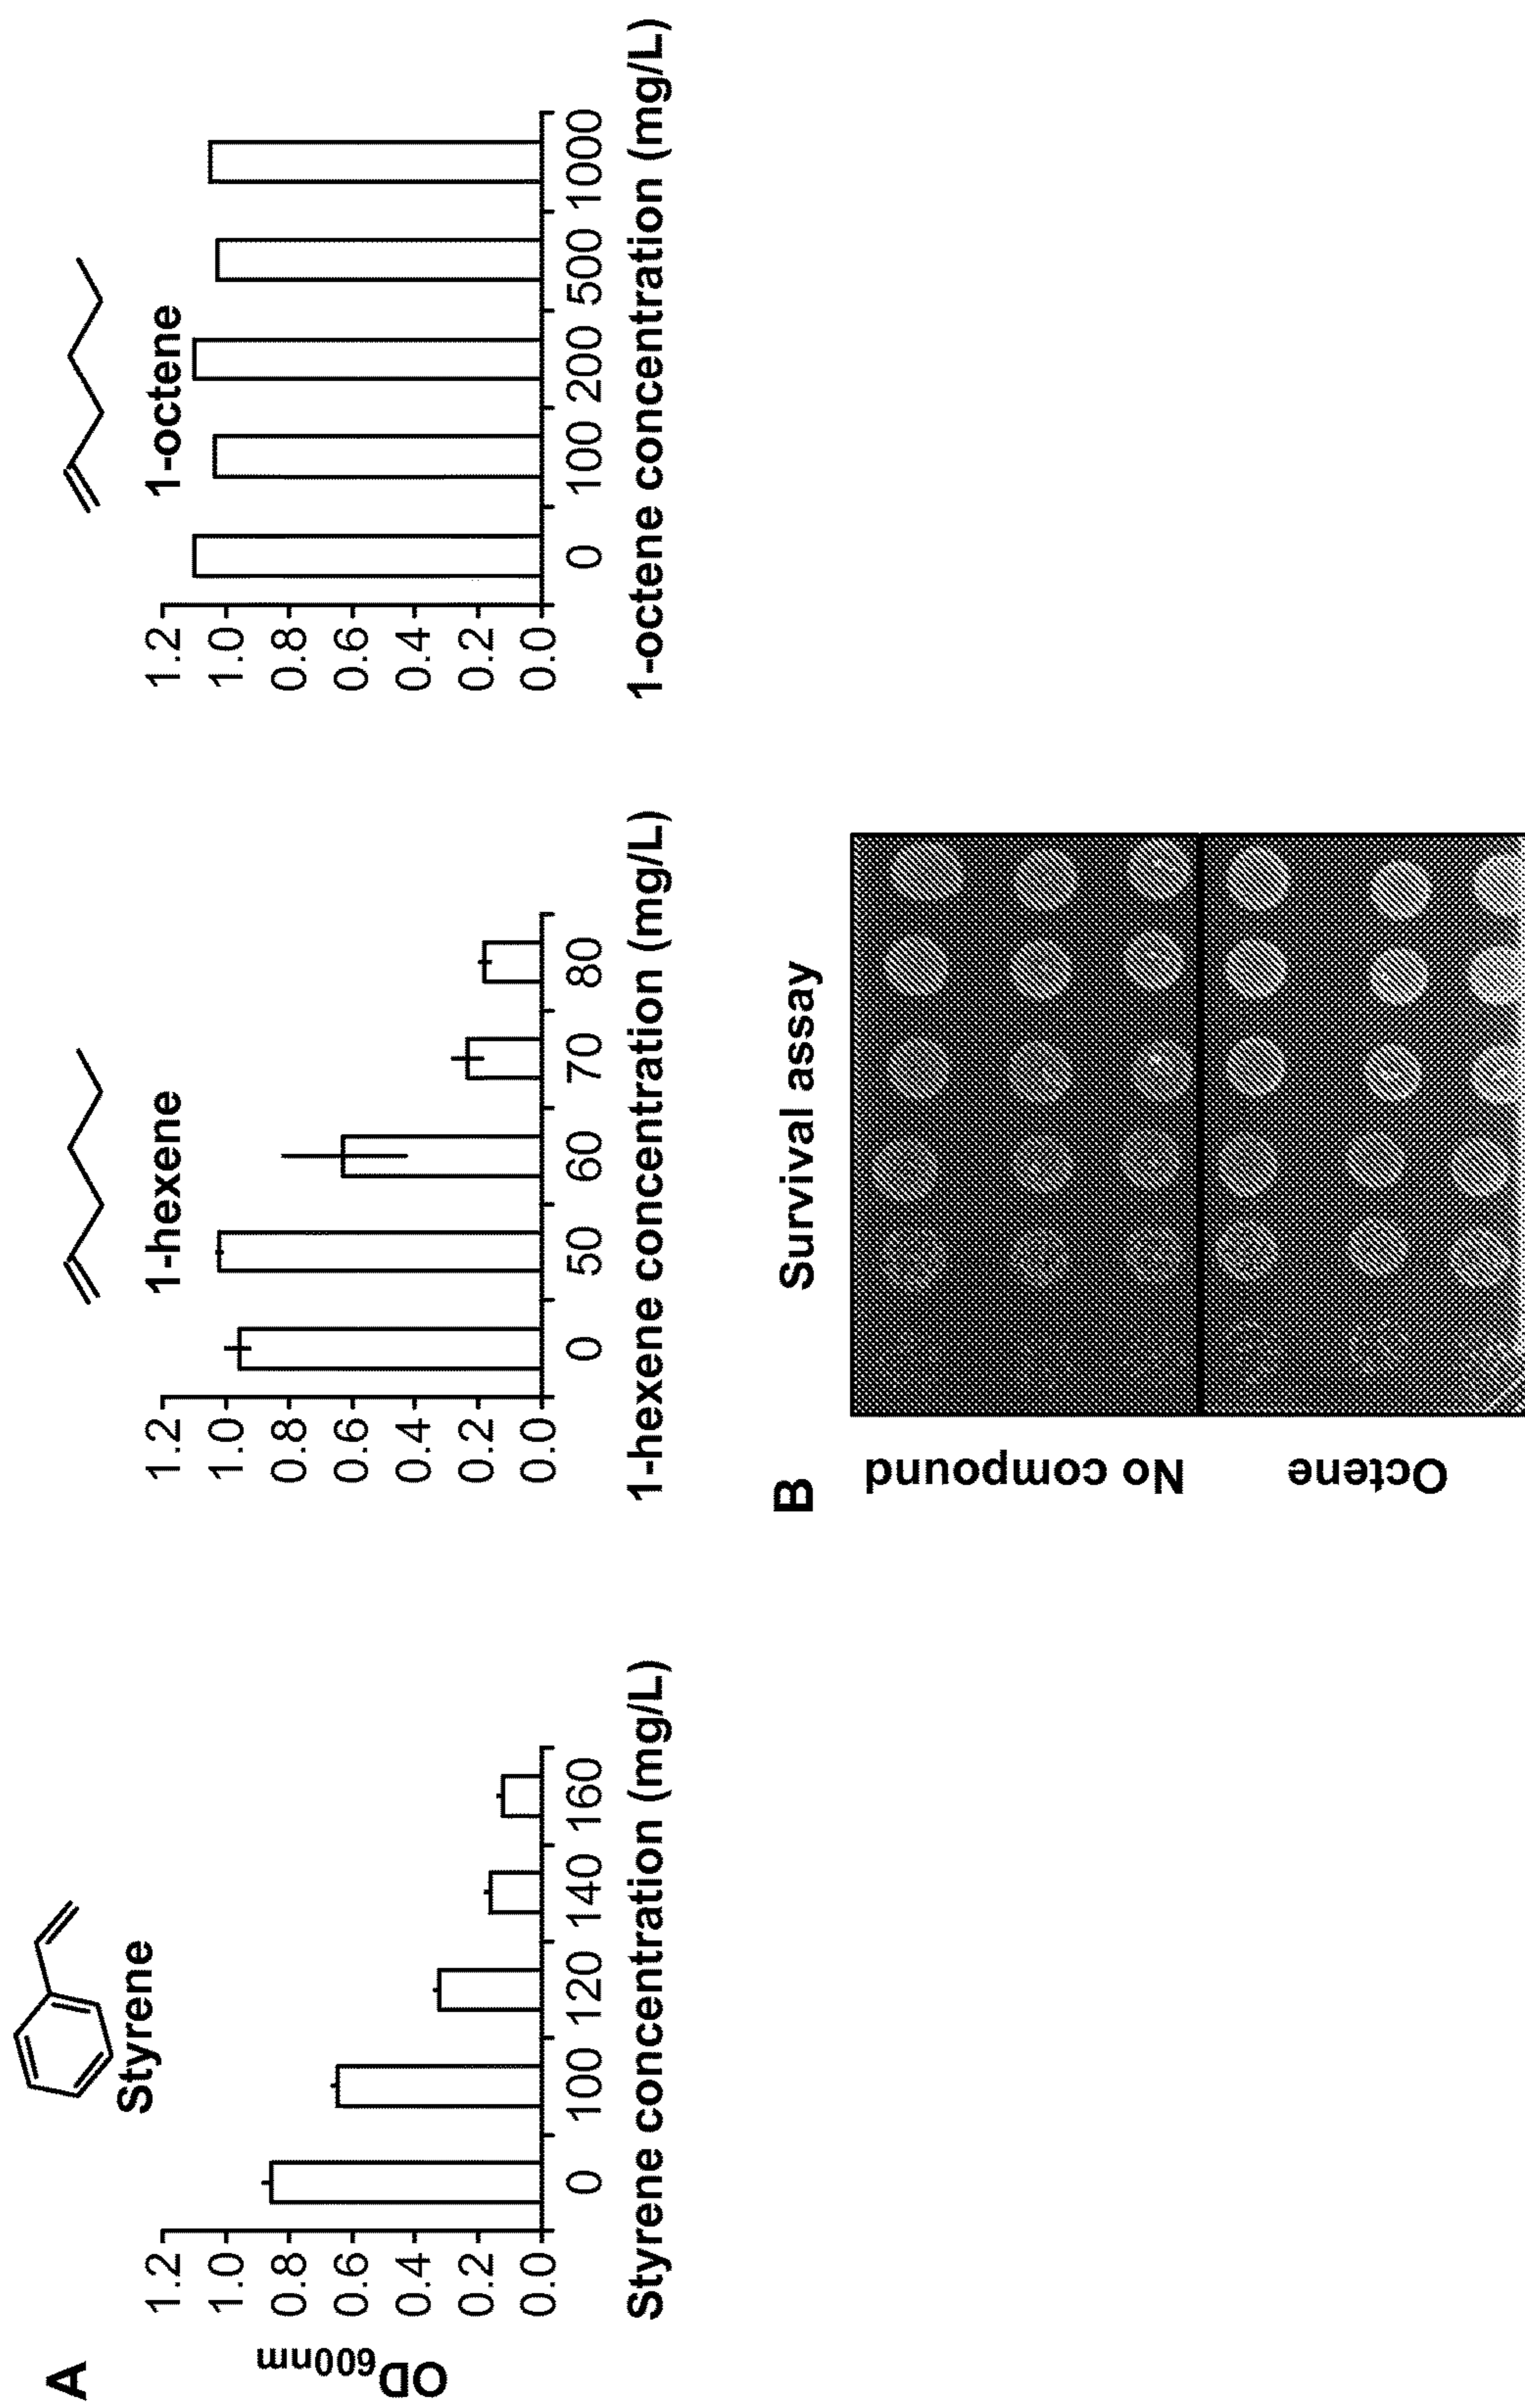 A
Styrene
OD600nm
1.2
1.0
0.8
0.6
0.4
0.2
0.0
0 100 120 140 160
Styrene concentration (mg/L)
1-hexene
1.2
1.0
0.8
0.6
0.4
0.2
0.0
0 50 60 70 80
1-hexene concentration (mg/L)
1-octene
1.2
1.0
0.8
0.6
0.4
0.2
0.0
0 100 200 500 1000
1-octene concentration (mg/L)
B
Survival assay
No compound
Octene